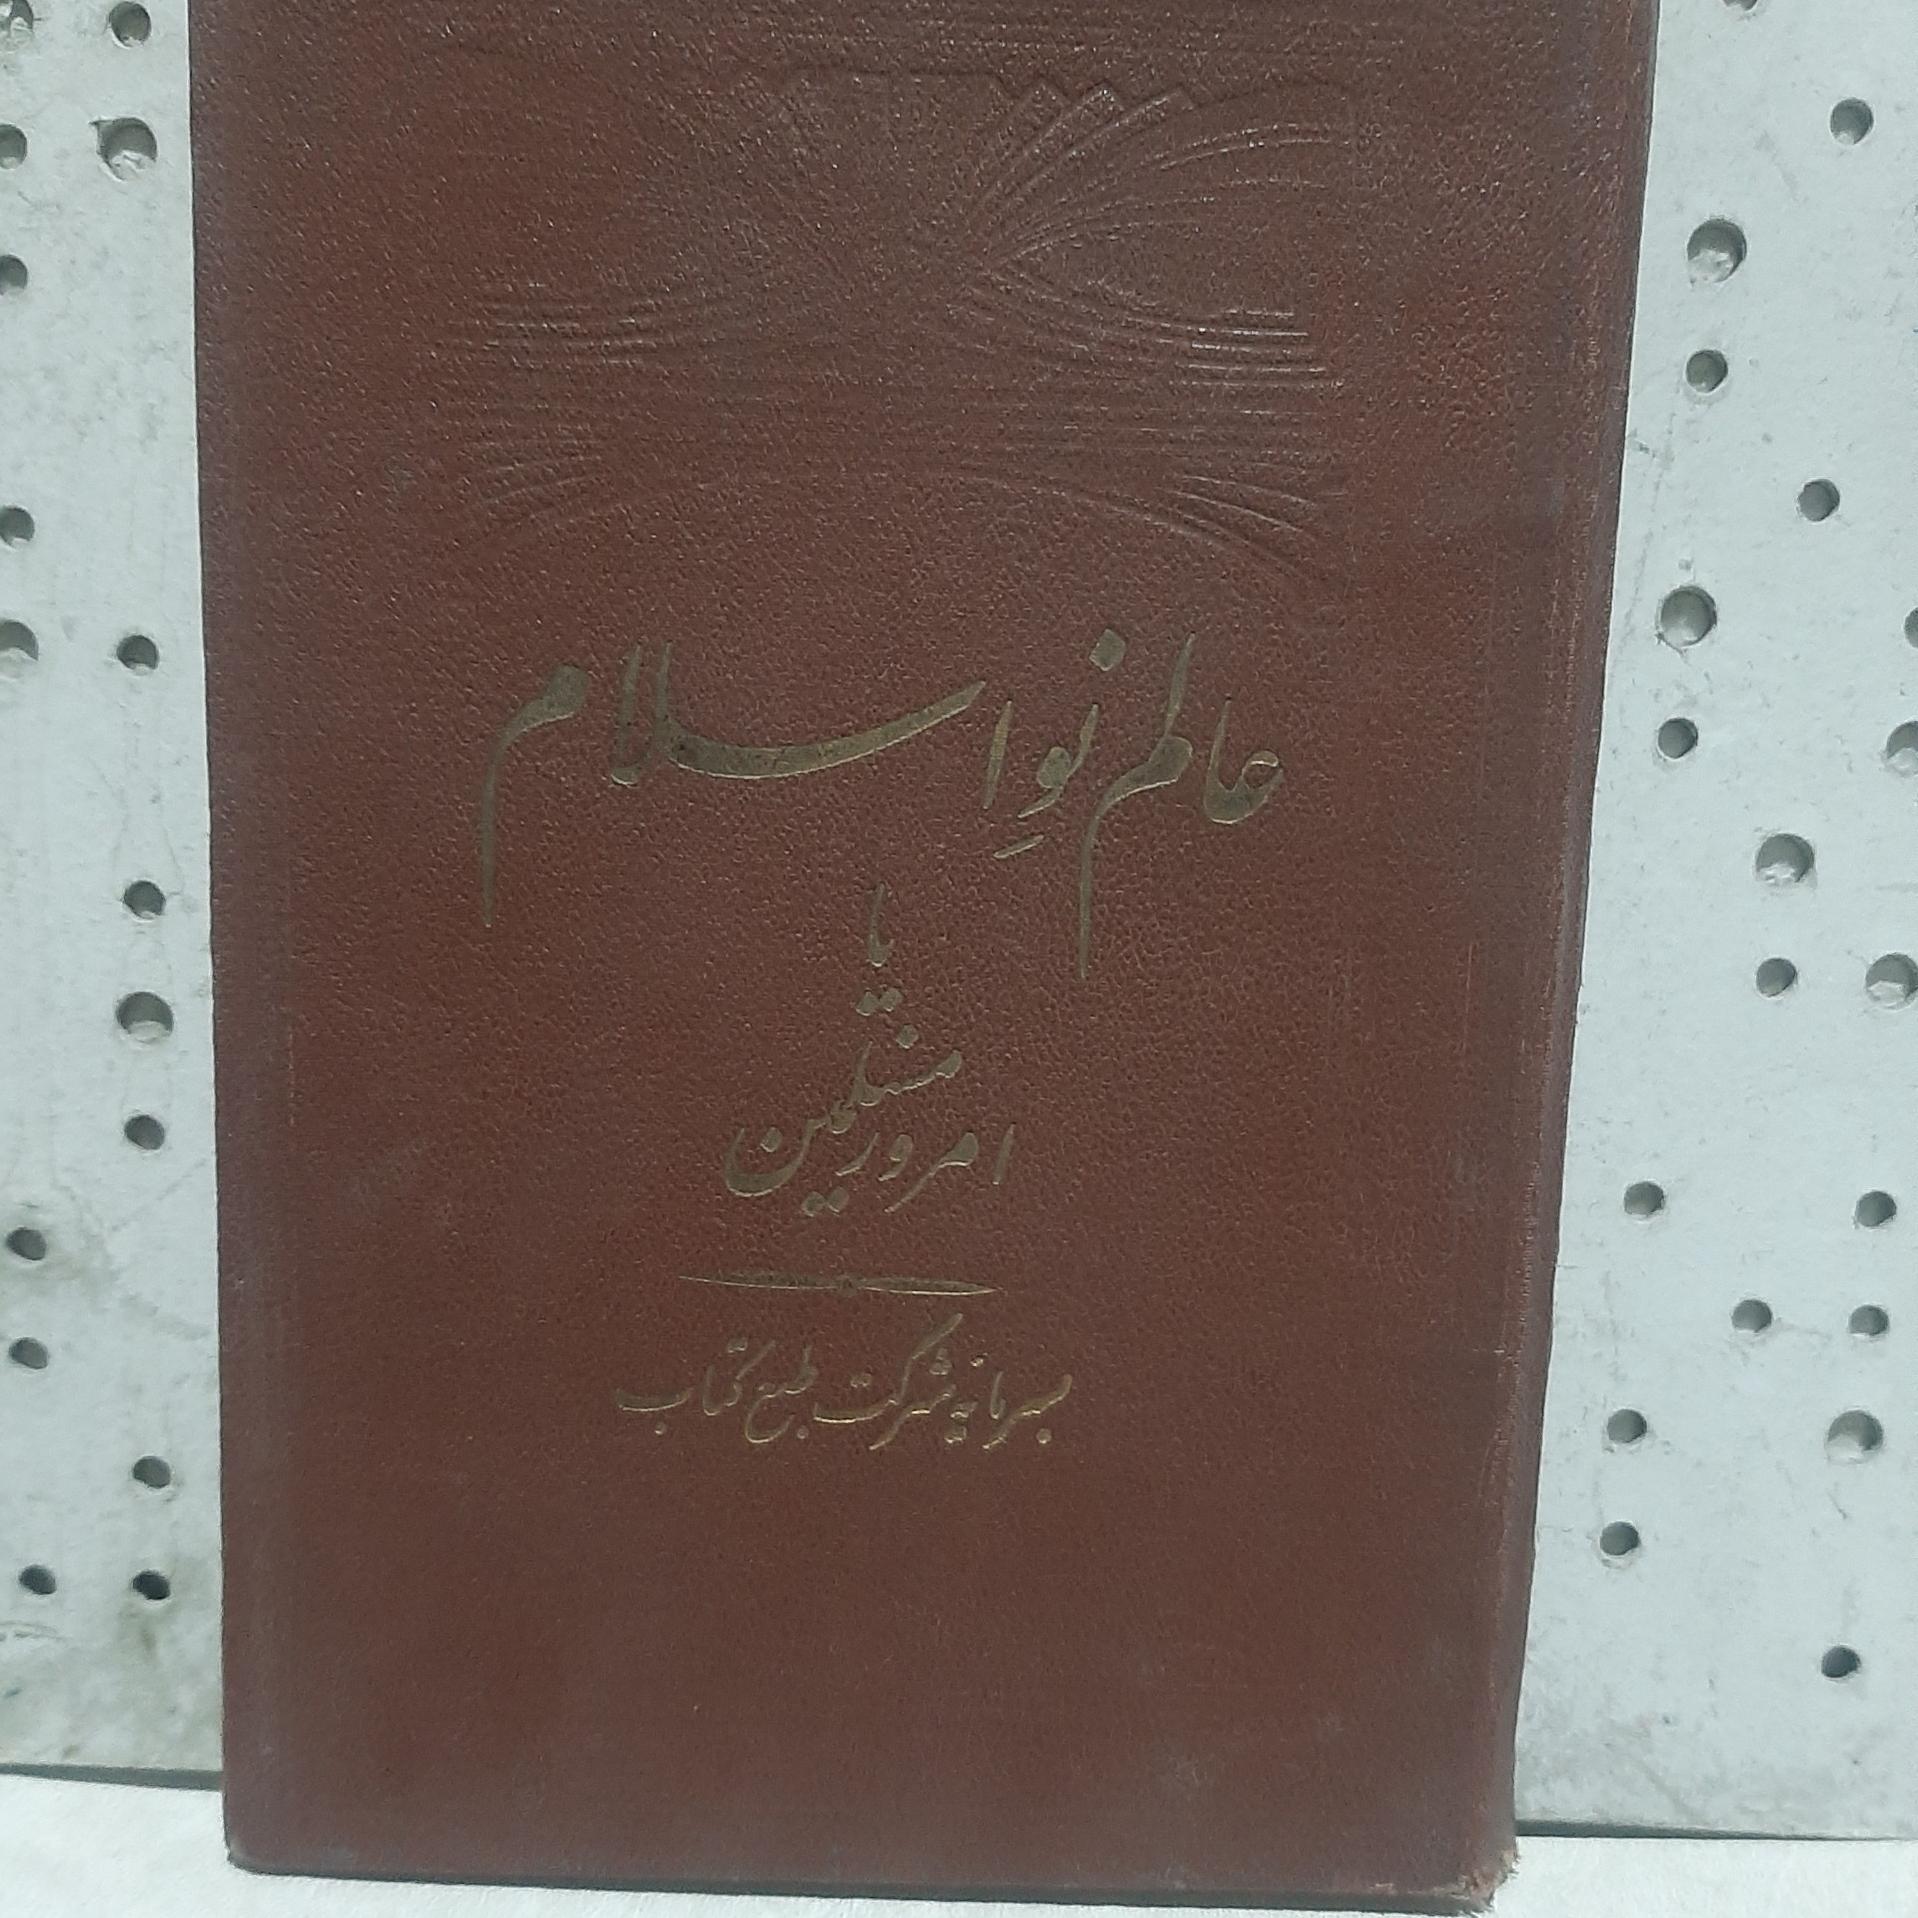 عالم نوِ اسلام
یا
امروز مسلمین
بسرمایه شرکت طبع کتاب